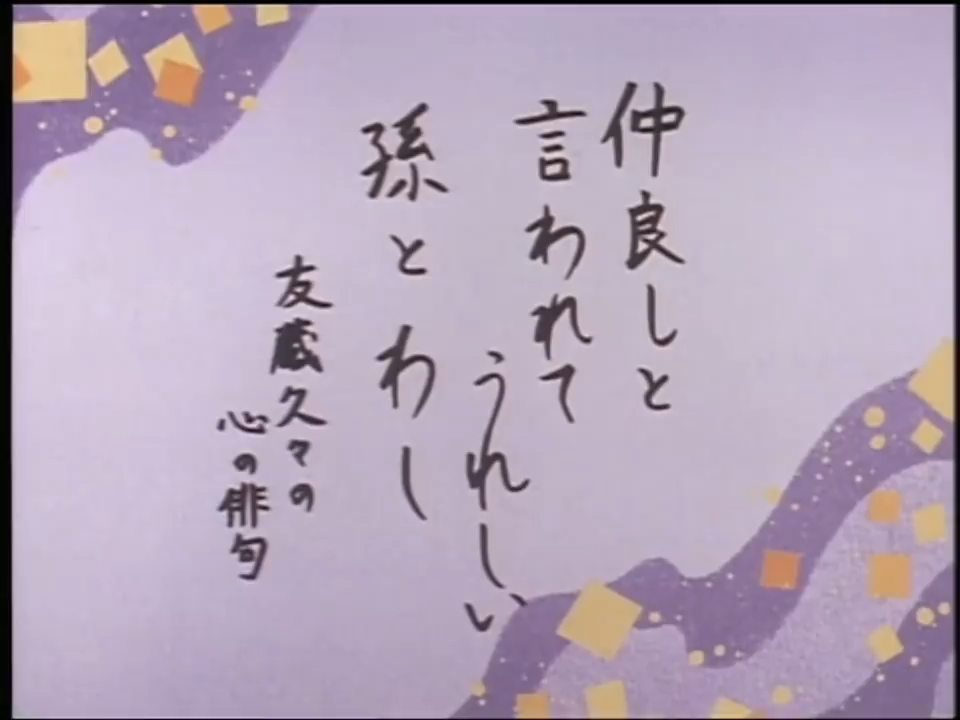 仲良しと
言われて
うれしい
孫とわし
友蔵久々の
心の俳句